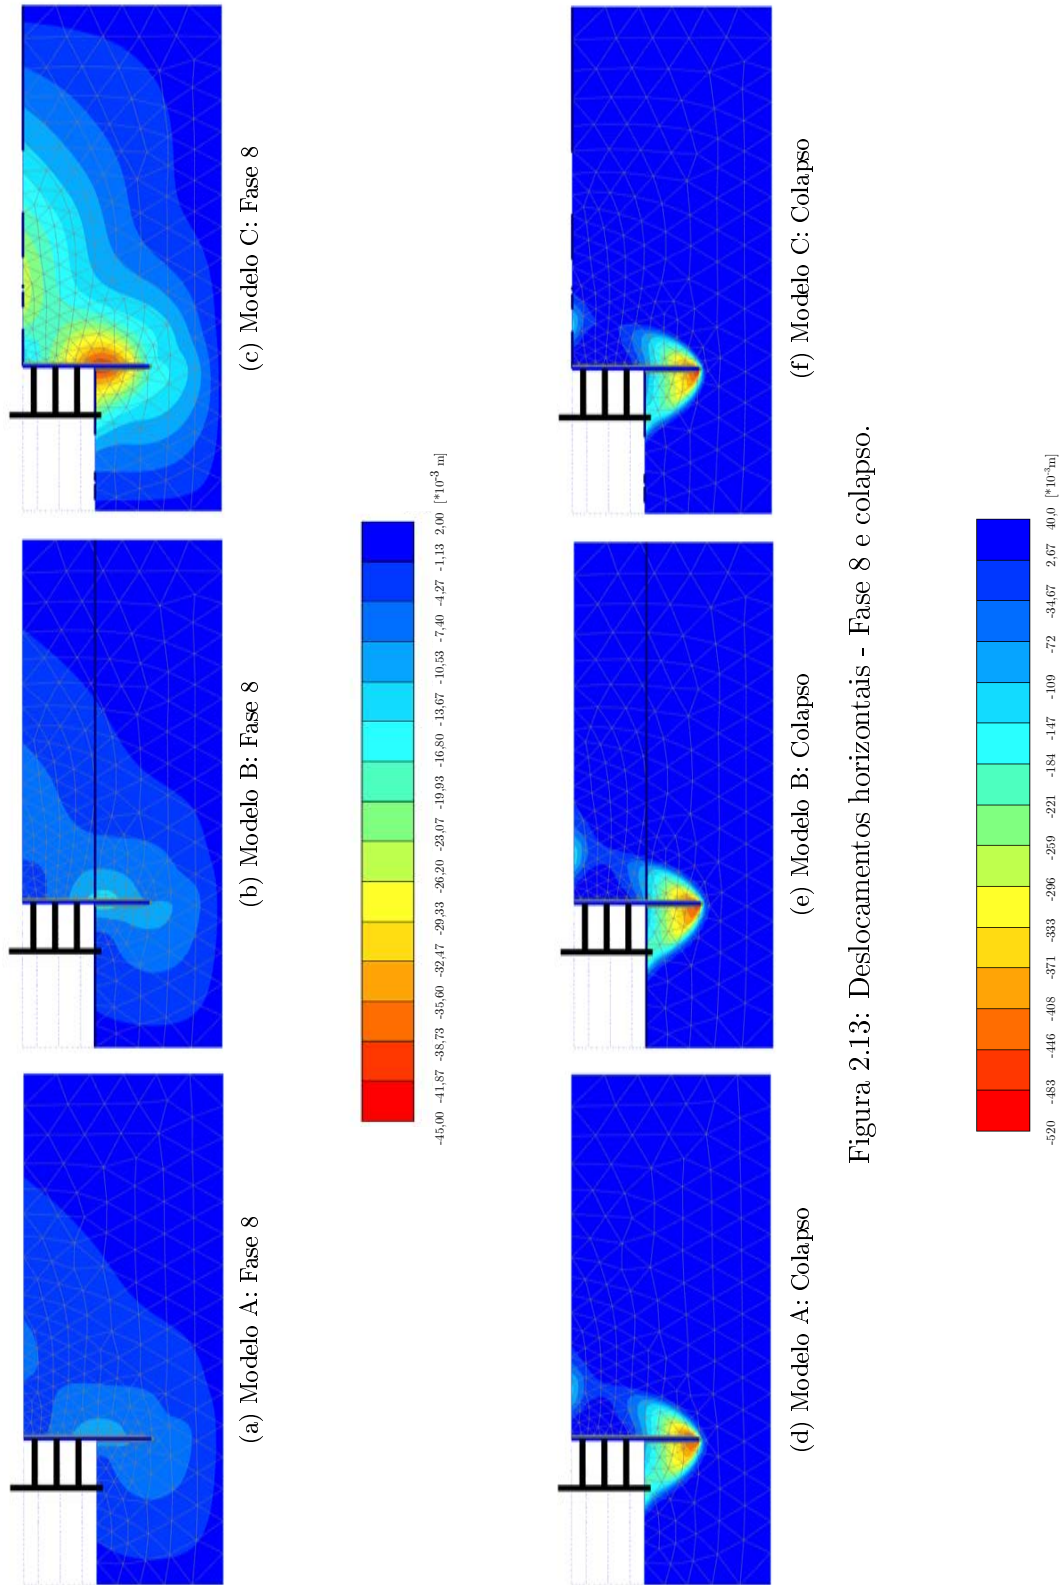 (a) Modelo A: Fase 8
(b) Modelo B: Fase 8
(c) Modelo C: Fase 8
-45,00 -41,87 -38,73 -35,60 -32,47 -29,33 -26,20 -23,07 -19,93 -16,80 -13,67 -10,53 -7,40 -4,27 -1,13 2,00 [*10⁻³ m]
(d) Modelo A: Colapso
(e) Modelo B: Colapso
(f) Modelo C: Colapso
Figura 2.13: Deslocamentos horizontais - Fase 8 e colapso.
-520 -483 -446 -408 -371 -333 -296 -259 -221 -184 -147 -109 -72 -34,67 2,67 40,0 [*10⁻³m]